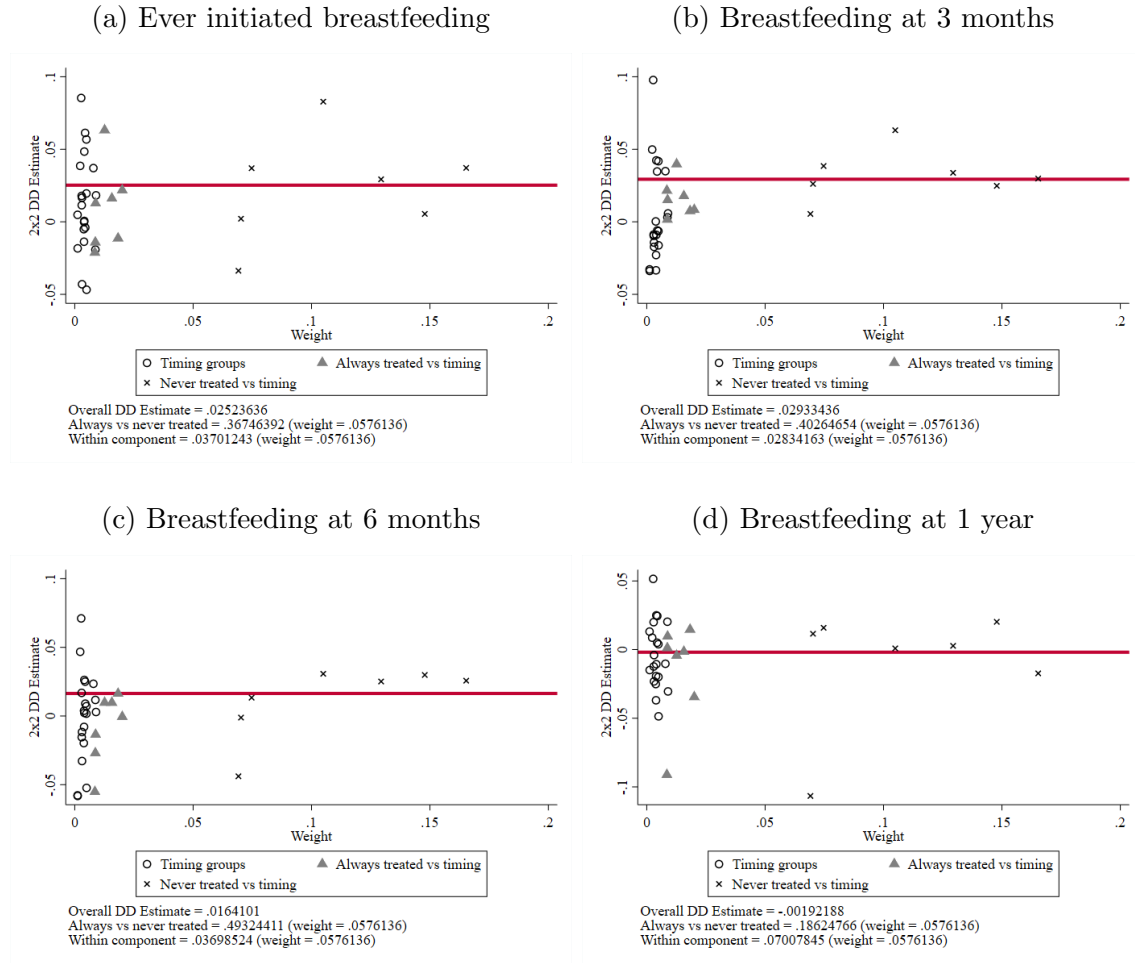 (a) Ever initiated breastfeeding
(b) Breastfeeding at 3 months
2x2 DD Estimate
.1
.05
0
-.05
0
.05
.1
.15
.2
Weight
Timing groups
Always treated vs timing
Never treated vs timing
Overall DD Estimate = .02523636
Always vs never treated = .36746392 (weight = .0576136)
Within component = .03701243 (weight = .0576136)
2x2 DD Estimate
.1
.05
0
-.05
0
.05
.1
.15
.2
Weight
Timing groups
Always treated vs timing
Never treated vs timing
Overall DD Estimate = .02933436
Always vs never treated = .40264654 (weight = .0576136)
Within component = .02834163 (weight = .0576136)
(c) Breastfeeding at 6 months
(d) Breastfeeding at 1 year
2x2 DD Estimate
.1
.05
0
-.05
0
.05
.1
.15
.2
Weight
Timing groups
Always treated vs timing
Never treated vs timing
Overall DD Estimate = .0164101
Always vs never treated = .49324411 (weight = .0576136)
Within component = .03698524 (weight = .0576136)
2x2 DD Estimate
.05
0
-.05
-.1
0
.05
.1
.15
.2
Weight
Timing groups
Always treated vs timing
Never treated vs timing
Overall DD Estimate = -.00192188
Always vs never treated = .18624766 (weight = .0576136)
Within component = .07007845 (weight = .0576136)